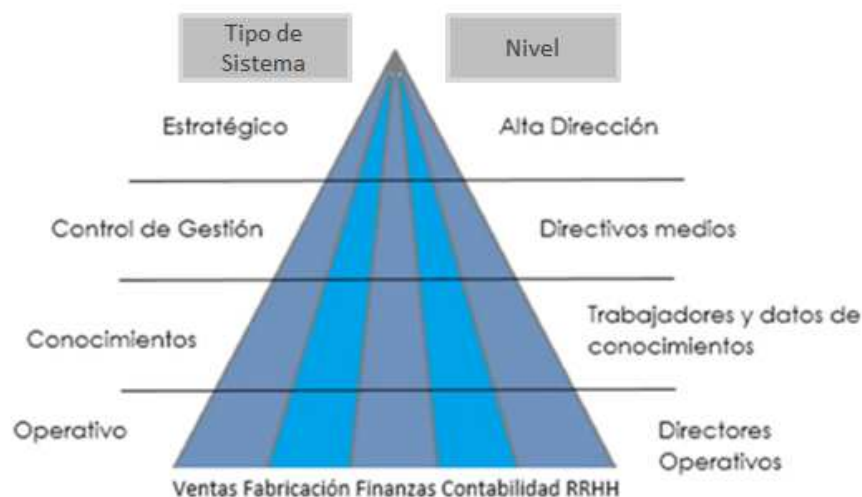 Tipo de
Sistema
Nivel
Estratégico
Alta Dirección
Control de Gestión
Directivos medios
Conocimientos
Trabajadores y datos de
conocimientos
Operativo
Directores
Operativos
Ventas Fabricación Finanzas Contabilidad RRHH